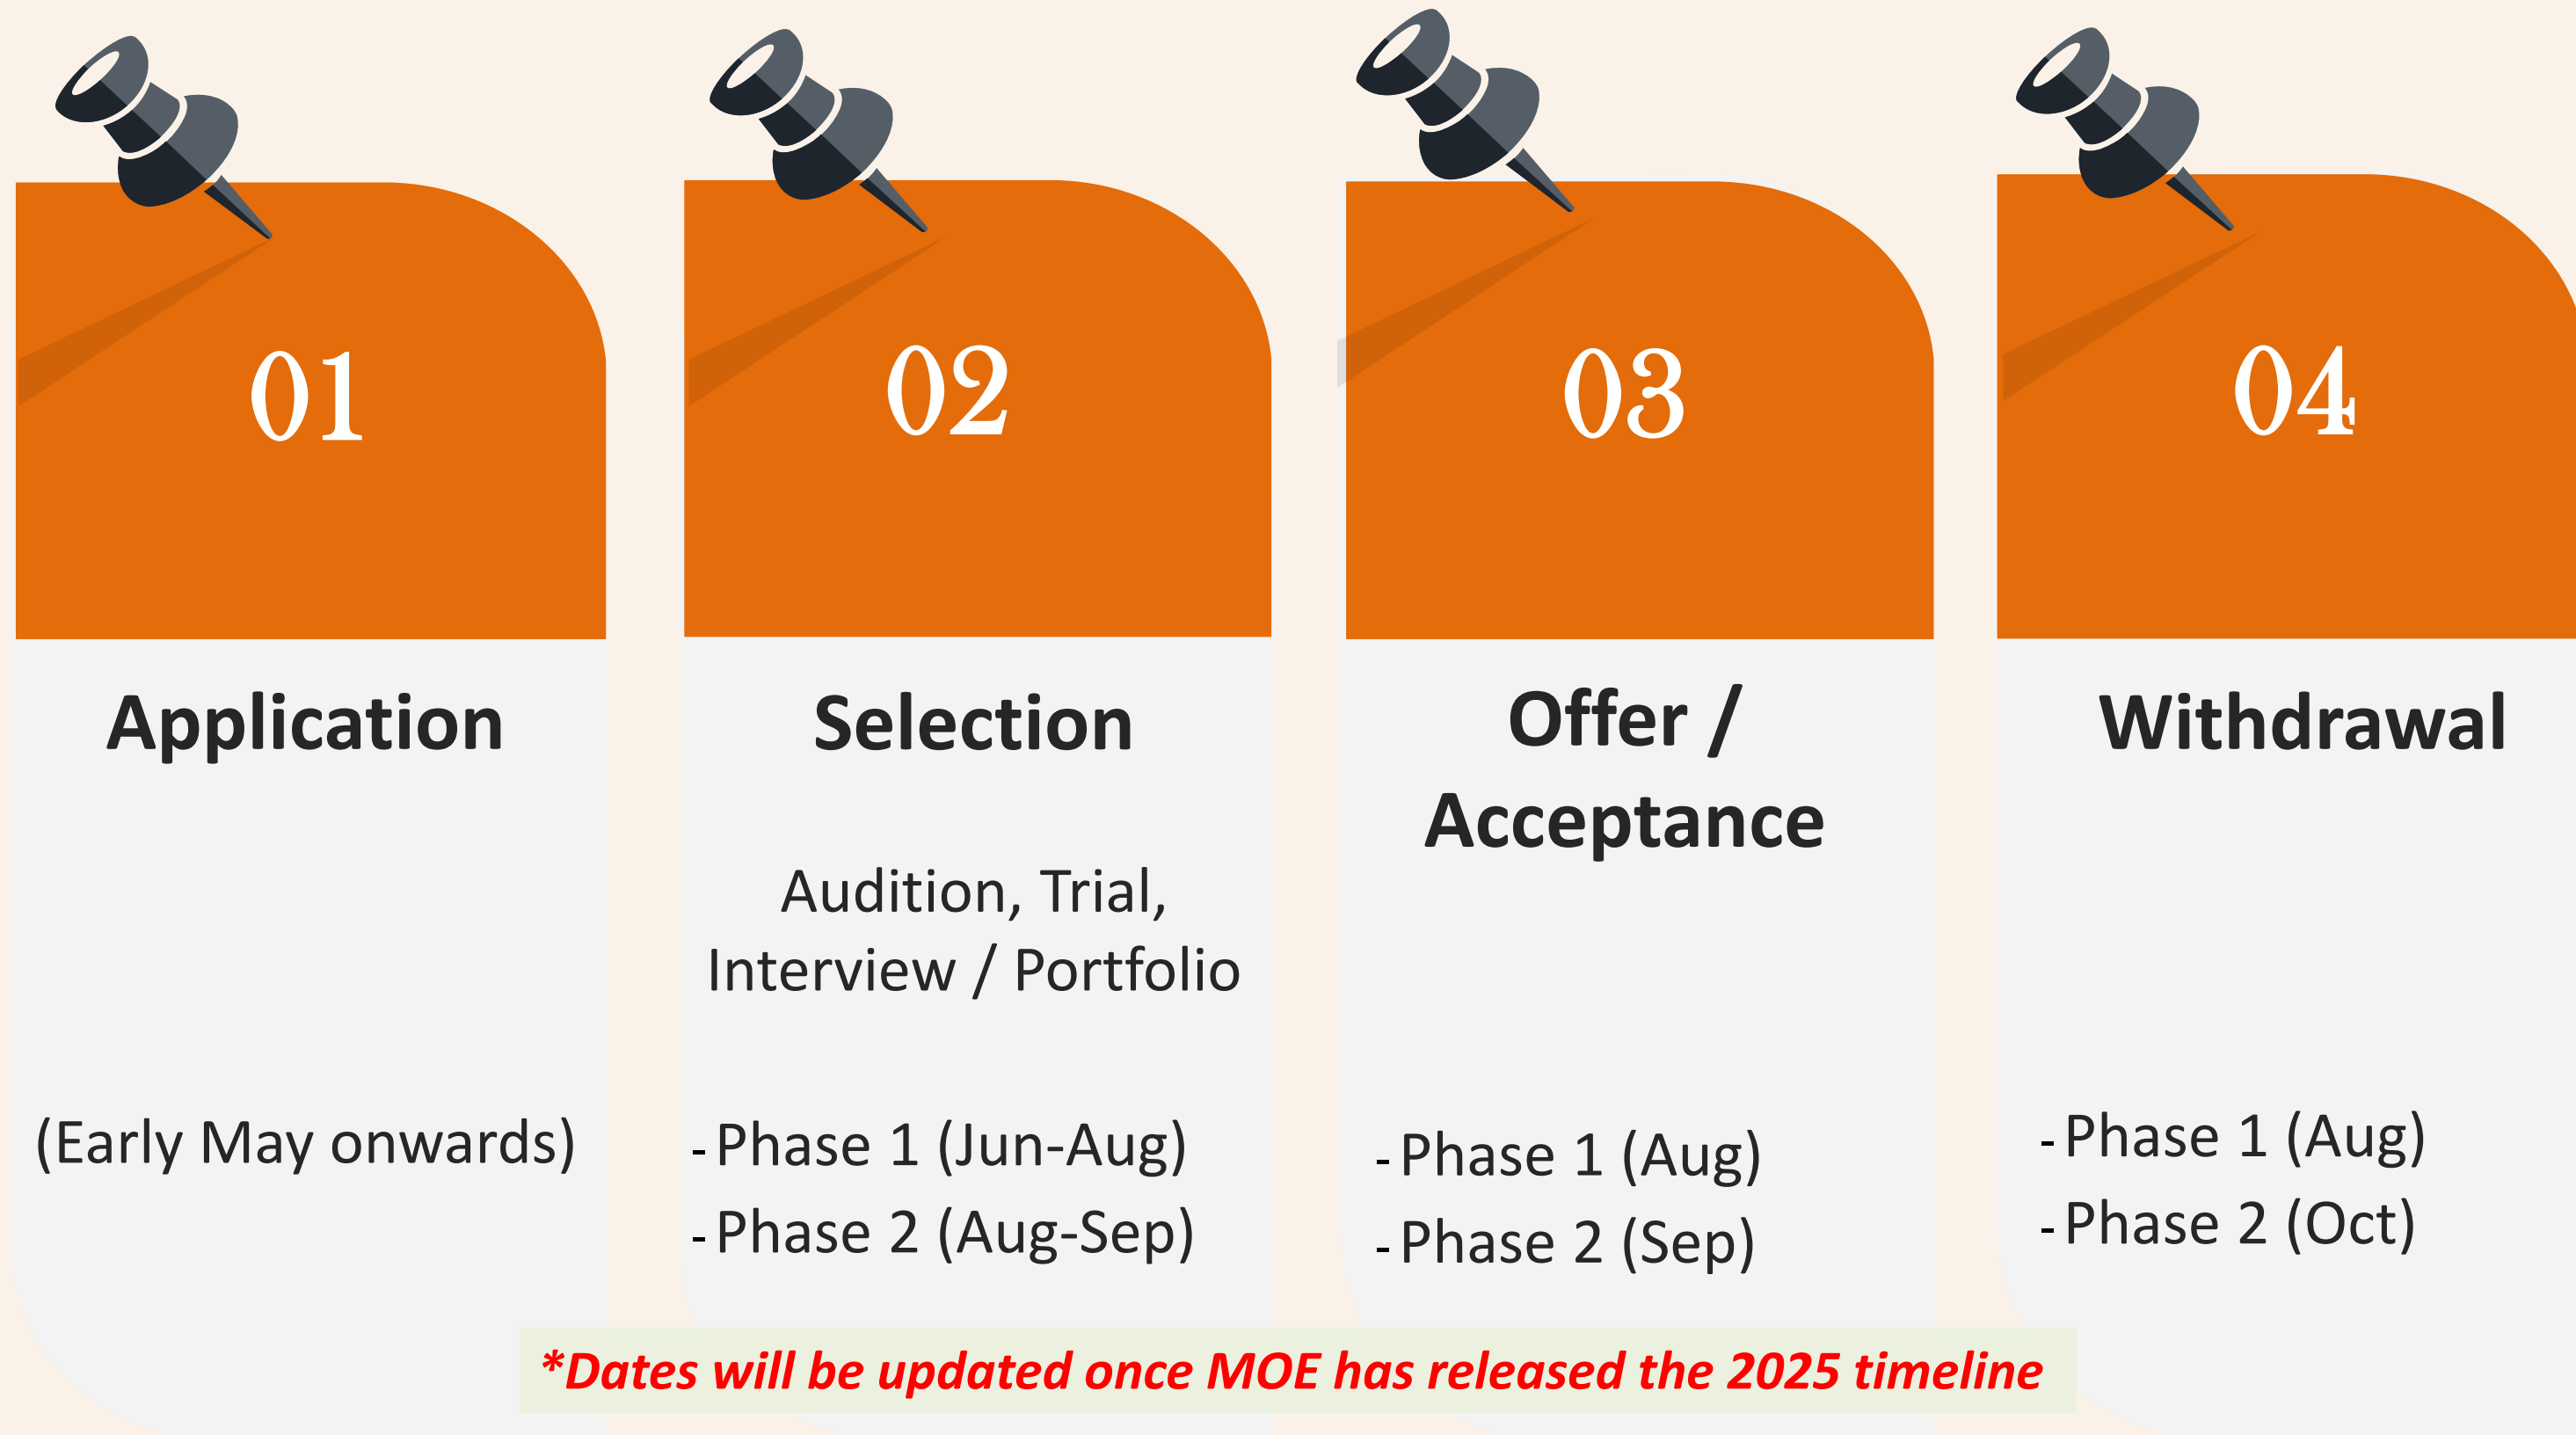 01
Application
(Early May onwards)
02
Selection
Audition, Trial,
Interview / Portfolio
- Phase 1 (Jun-Aug)
- Phase 2 (Aug-Sep)
03
Offer /
Acceptance
- Phase 1 (Aug)
- Phase 2 (Sep)
04
Withdrawal
- Phase 1 (Aug)
- Phase 2 (Oct)
*Dates will be updated once MOE has released the 2025 timeline